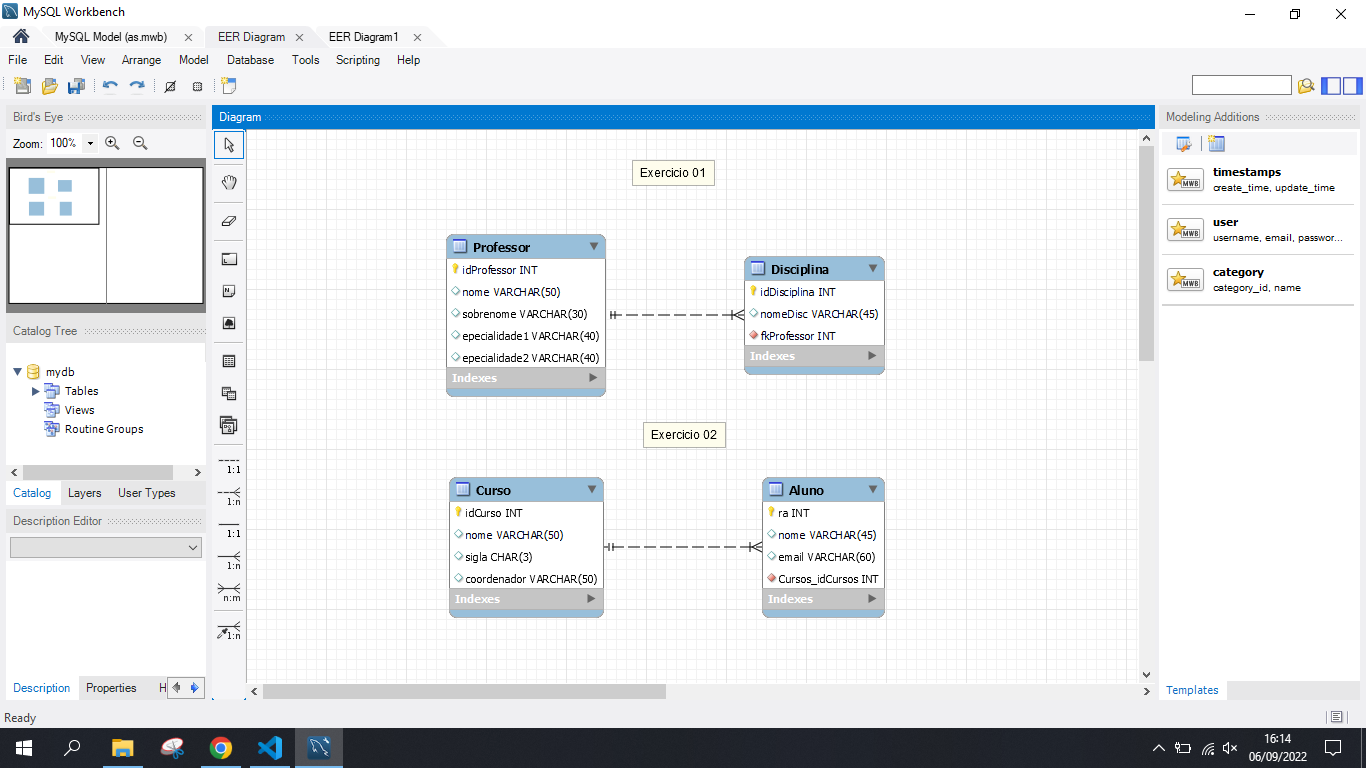 MySQL Workbench
MySQL Model (as.mwb)
EER Diagram
EER Diagram1
File Edit View Arrange Model Database Tools Scripting Help
Bird's Eye
Zoom: 100%
Diagram
Modeling Additions
timestamps
create_time, update_time
user
username, email, passwor...
category
category_id, name
Exercicio 01
Professor
idProfessor INT
nome VARCHAR(50)
sobrenome VARCHAR(30)
epecialidade1 VARCHAR(40)
epecialidade2 VARCHAR(40)
Indexes
Disciplina
idDisciplina INT
nomeDisc VARCHAR(45)
fkProfessor INT
Indexes
Exercicio 02
Curso
idCurso INT
nome VARCHAR(50)
sigla CHAR(3)
coordenador VARCHAR(50)
Indexes
Aluno
ra INT
nome VARCHAR(45)
email VARCHAR(60)
Cursos_idCursos INT
Indexes
Catalog Tree
mydb
Tables
Views
Routine Groups
Catalog Layers User Types
Description Editor
Description Properties H
1:1
1:n
1:1
1:n
n:m
1:n
MWB
MWB
MWB
Templates
Ready
16:14
06/09/2022